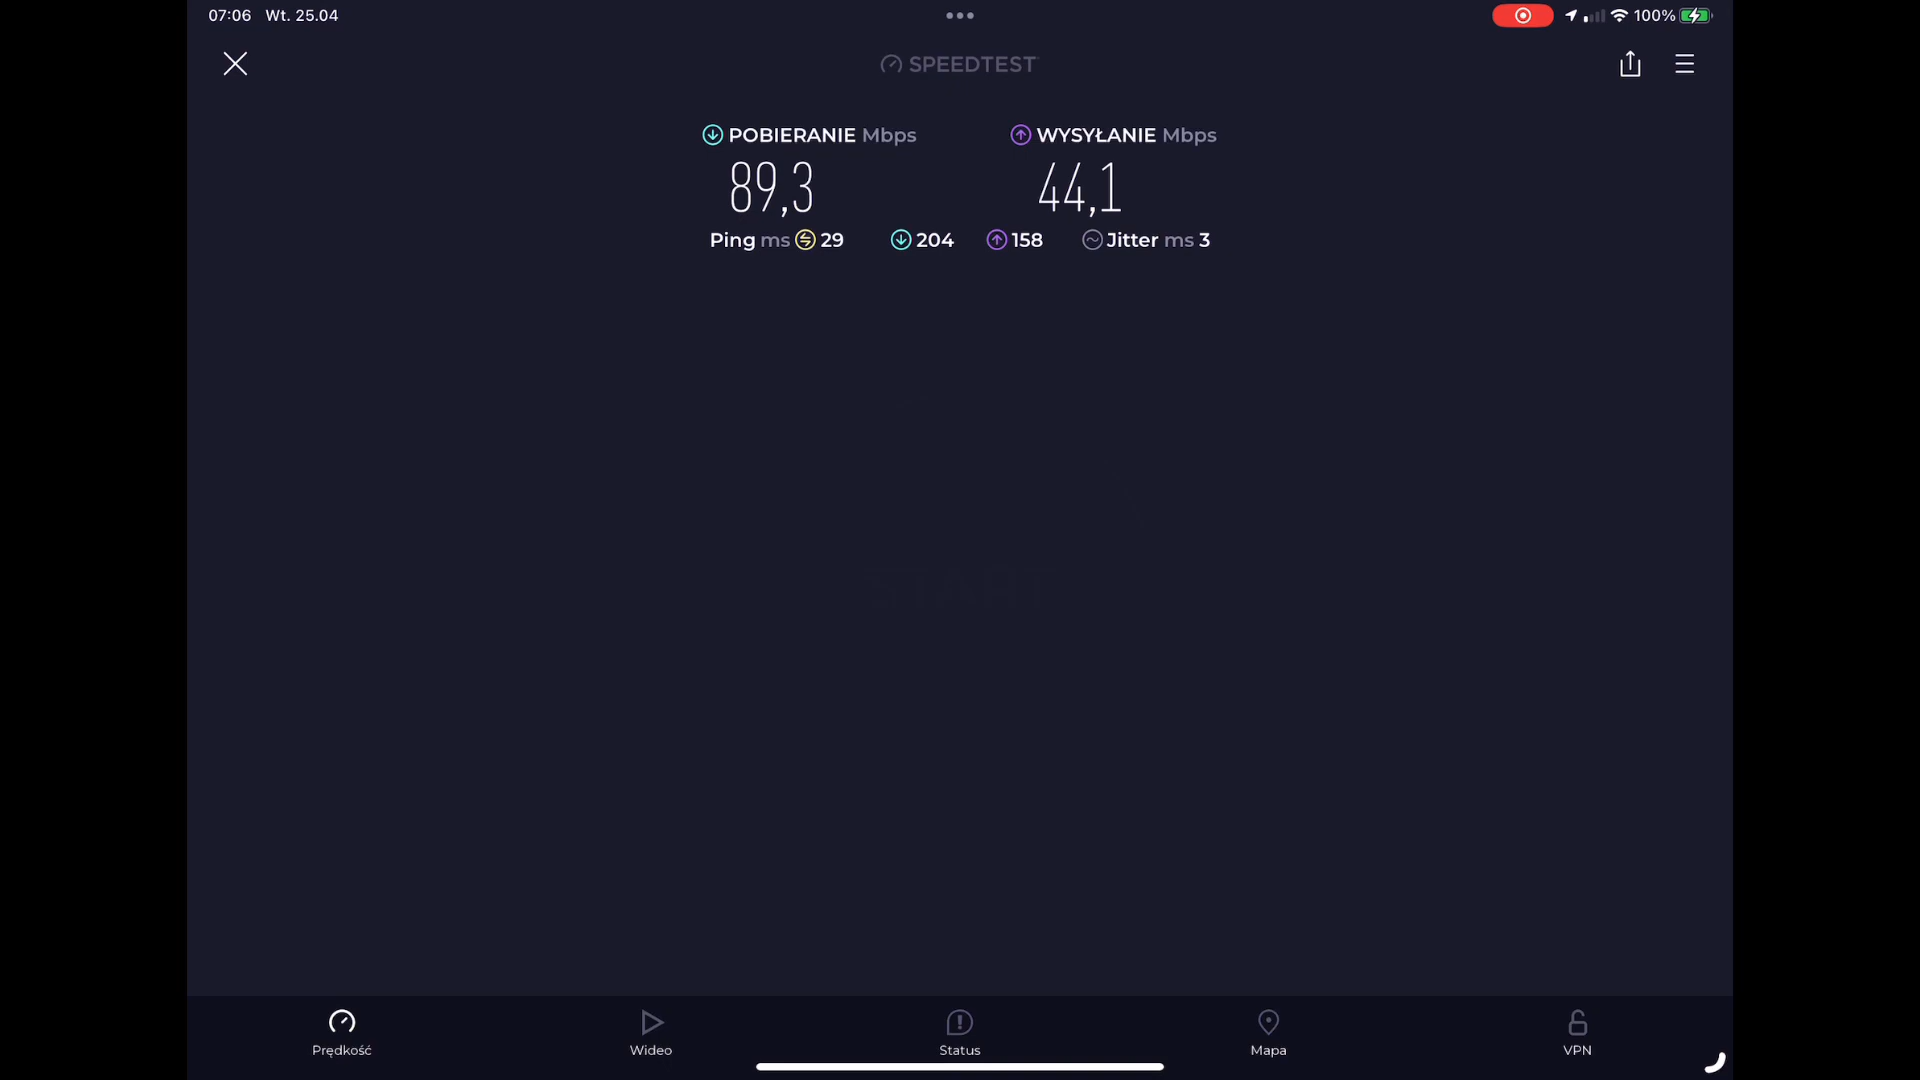 07:06 Wt. 25.04
100%
SPEEDTEST
POBIERANIE Mbps
89,3
WYSYŁANIE Mbps
44,1
Ping ms 29 204 158 Jitter ms 3
START
Prędkość
Wideo
Status
Mapa
VPN